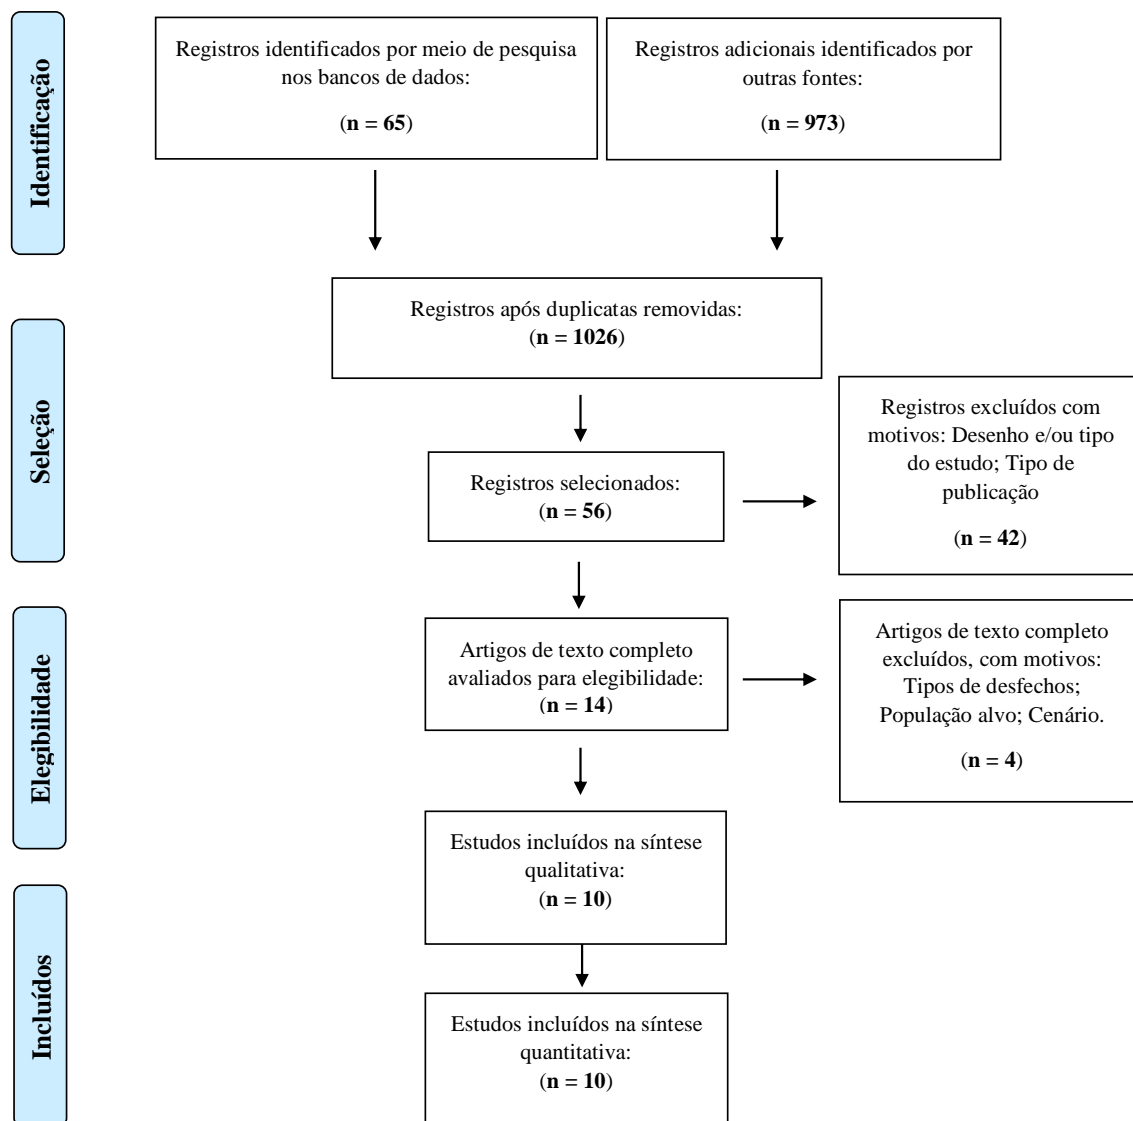 Identificação
Registros identificados por meio de pesquisa
nos bancos de dados:
(n = 65)
Registros adicionais identificados por
outras fontes:
(n = 973)
Seleção
Registros após duplicatas removidas:
(n = 1026)
Registros selecionados:
(n = 56)
Registros excluídos com
motivos: Desenho e/ou tipo
do estudo; Tipo de
publicação
(n = 42)
Elegibilidade
Artigos de texto completo
avaliados para elegibilidade:
(n = 14)
Artigos de texto completo
excluídos, com motivos:
Tipos de desfechos;
População alvo; Cenário.
(n = 4)
Estudos incluídos na síntese
qualitativa:
(n = 10)
Incluídos
Estudos incluídos na síntese
quantitativa:
(n = 10)